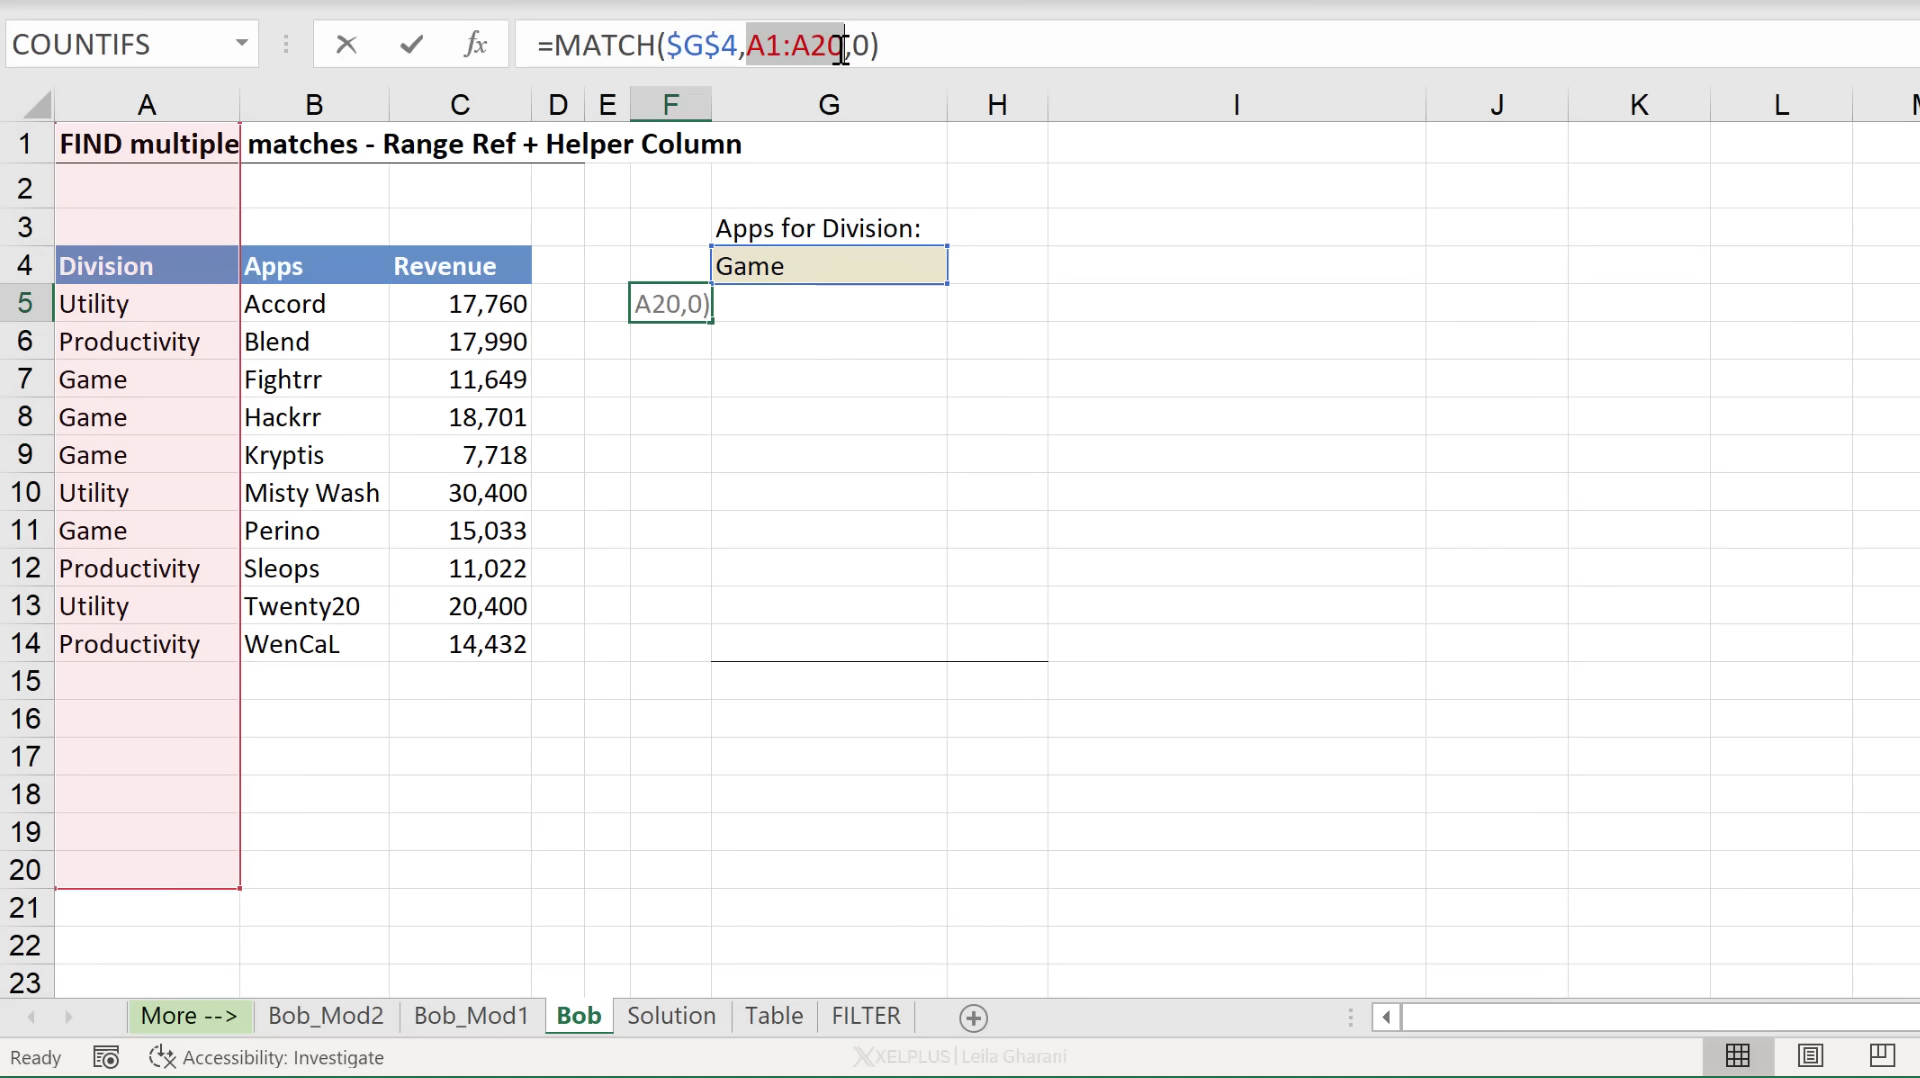 COUNTIFS fx =MATCH($G$4,A1:A20,0)
A B C D E F G H I J K L
1 FIND multiple matches - Range Ref + Helper Column
2
3 Apps for Division:
4 Division Apps Revenue Game
5 Utility Accord 17,760 A20,0)
6 Productivity Blend 17,990
7 Game Fightrr 11,649
8 Game Hackrr 18,701
9 Game Kryptis 7,718
10 Utility Misty Wash 30,400
11 Game Perino 15,033
12 Productivity Sleops 11,022
13 Utility Twenty20 20,400
14 Productivity WenCaL 14,432
15
16
17
18
19
20
21
22
23
More --> Bob_Mod2 Bob_Mod1 Bob Solution Table FILTER
Ready Accessibility: Investigate XELPLUS | Leila Gharani